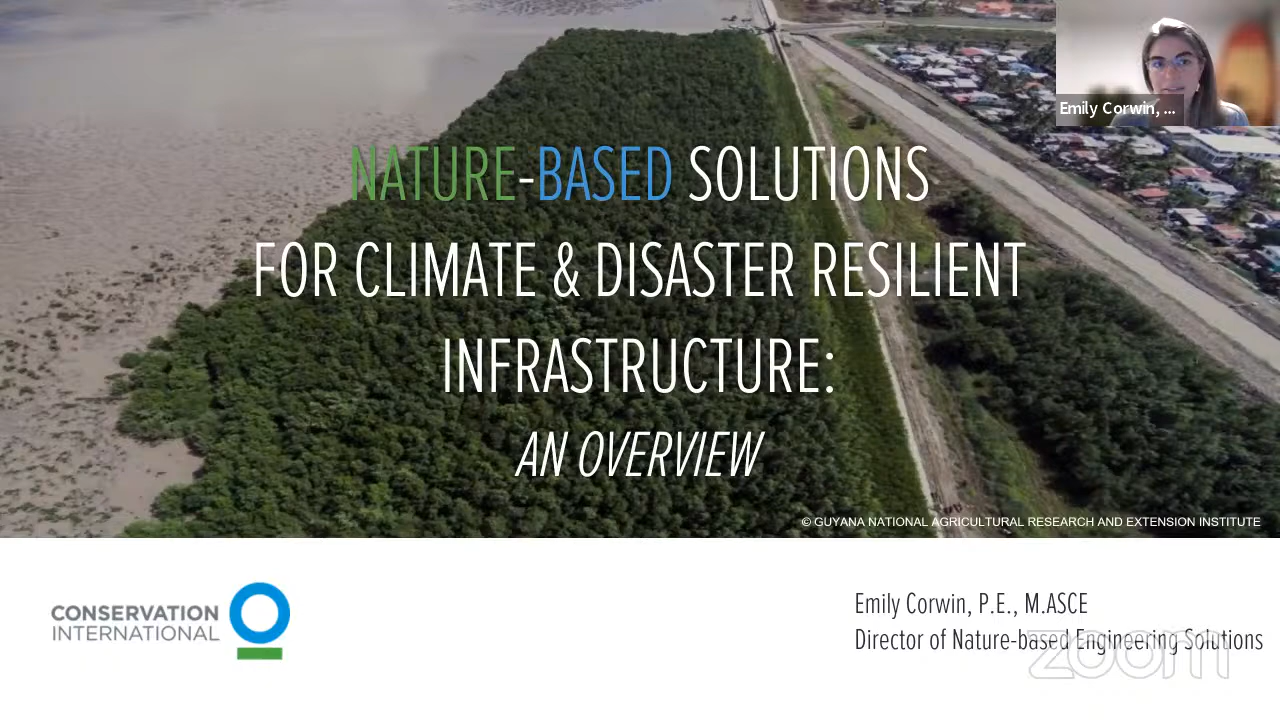 Emily Corwin, ...
NATURE-BASED SOLUTIONS
FOR CLIMATE & DISASTER RESILIENT
INFRASTRUCTURE:
AN OVERVIEW
© GUYANA NATIONAL AGRICULTURAL RESEARCH AND EXTENSION INSTITUTE
CONSERVATION
INTERNATIONAL
Emily Corwin, P.E., M.ASCE
Director of Nature-based Engineering Solutions
zoom